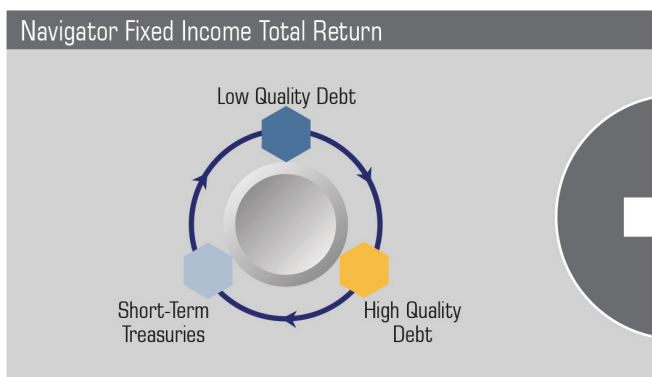 Navigator Fixed Income Total Return
Low Quality Debt
Short-Term
Treasuries
High Quality
Debt